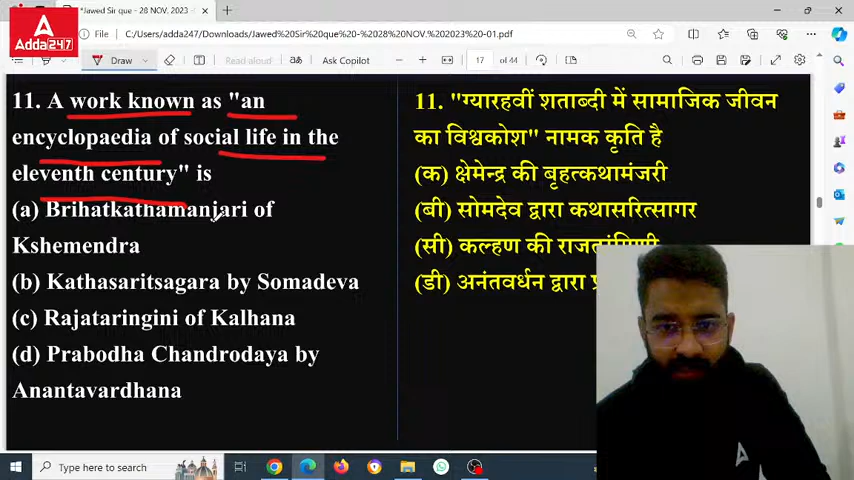 Jawed Sir que - 28 NOV. 2023
File
C:/Users/adda247/Downloads/Jawed%20Sir%20que%20-%2028%20NOV.%202023%20-01.pdf
Adda247
Draw
Read aloud
Ask Copilot
17 of 44
11. A work known as "an
encyclopaedia of social life in the
eleventh century" is
(a) Brihatkathamanjari of
Kshemendra
(b) Kathasaritsagara by Somadeva
(c) Rajataringini of Kalhana
(d) Prabodha Chandrodaya by
Anantavardhana
11. "ग्यारहवीं शताब्दी में सामाजिक जीवन
का विश्वकोश" नामक कृति है
(क) क्षेमेन्द्र की बृहत्कथामंजरी
(बी) सोमदेव द्वारा कथासरित्सागर
(सी) कल्हण की
(डी) अनंतवर्धन द्वारा
Type here to search